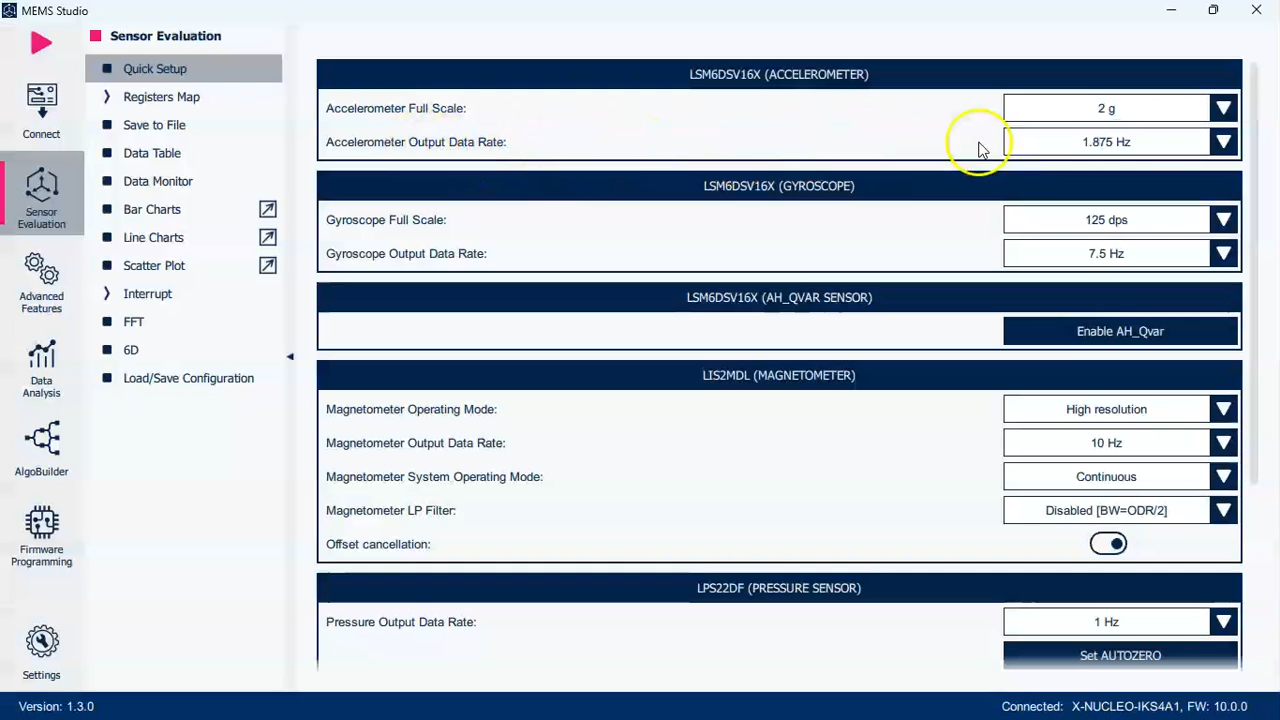 MEMS Studio
Connect
Sensor
Evaluation
Advanced
Features
Data
Analysis
AlgoBuilder
Firmware
Programming
Settings
Sensor Evaluation
Quick Setup
Registers Map
Save to File
Data Table
Data Monitor
Bar Charts
Line Charts
Scatter Plot
Interrupt
FFT
6D
Load/Save Configuration
LSM6DSV16X (ACCELEROMETER)
Accelerometer Full Scale: 2 g
Accelerometer Output Data Rate: 1.875 Hz
LSM6DSV16X (GYROSCOPE)
Gyroscope Full Scale: 125 dps
Gyroscope Output Data Rate: 7.5 Hz
LSM6DSV16X (AH_QVAR SENSOR)
Enable AH_Qvar
LIS2MDL (MAGNETOMETER)
Magnetometer Operating Mode: High resolution
Magnetometer Output Data Rate: 10 Hz
Magnetometer System Operating Mode: Continuous
Magnetometer LP Filter: Disabled [BW=ODR/2]
Offset cancellation:
LPS22DF (PRESSURE SENSOR)
Pressure Output Data Rate: 1 Hz
Set AUTOZERO
Version: 1.3.0 Connected: X-NUCLEO-IKS4A1, FW: 10.0.0